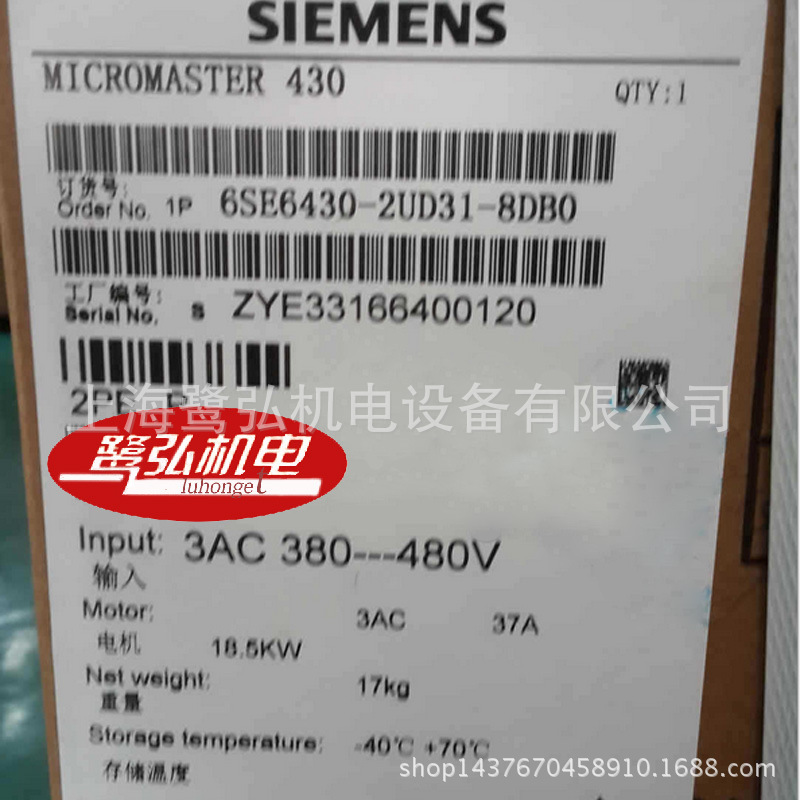 SIEMENS
MICROMASTER 430
QTY:1
订货号:
Order No. 1P 6SE6430-2UD31-8DB0
工厂编号:
Serial No. S ZYE33166400120
上海鹭弘机电设备有限公司
鹭弘机电
luhonget
Input: 3AC 380---480V
输入
Motor: 3AC 37A
电机 18.5KW
Net weight: 17kg
重量
Storage temperature: -40℃ +70℃
存储温度
shop1437670458910.1688.com